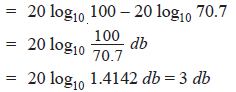 = 20 log₁₀ 100 – 20 log₁₀ 70.7
= 20 log₁₀ 100/70.7 db
= 20 log₁₀ 1.4142 db = 3 db